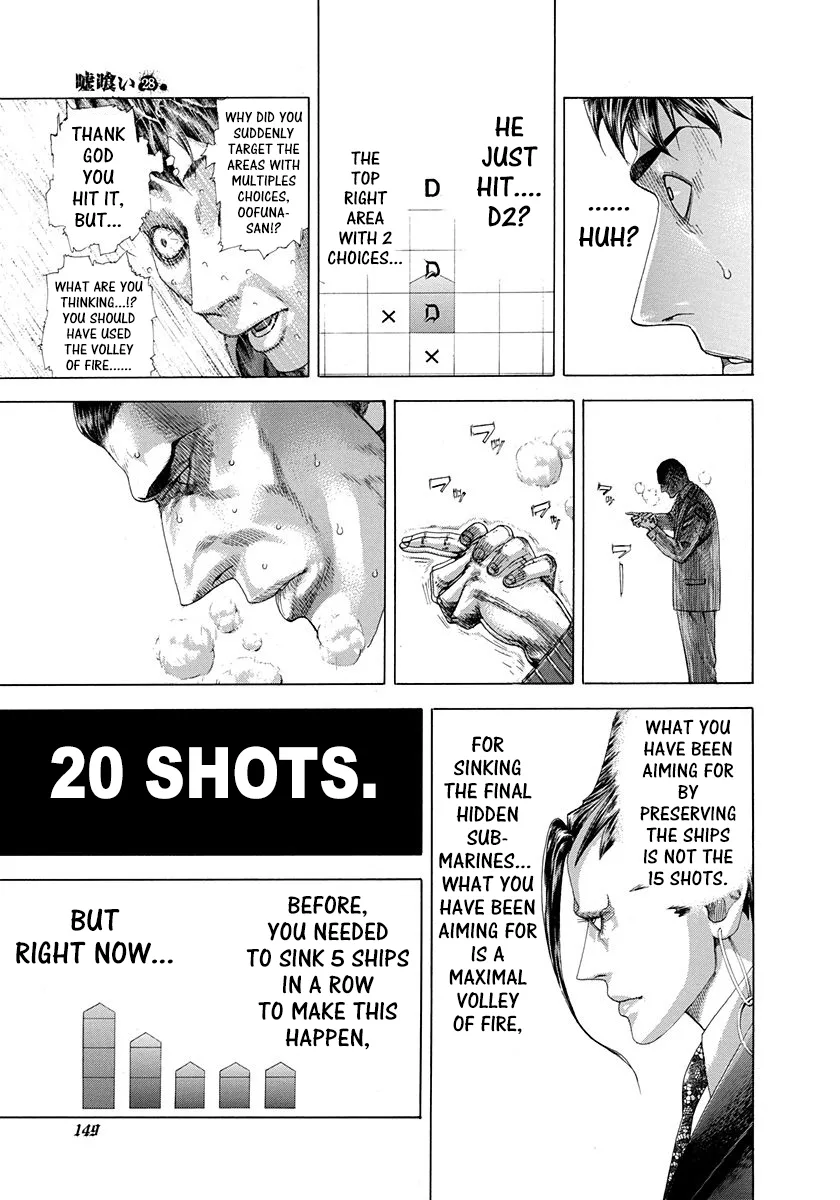 嘘喰い 28
......
HUH?
HE
JUST
HIT....
D2?
THE
TOP
RIGHT
AREA
WITH 2
CHOICES...
D
D
D
×
×
WHY DID YOU
SUDDENLY
TARGET THE
AREAS WITH
MULTIPLES
CHOICES,
OOFUNA-
SAN!?
THANK
GOD
YOU
HIT IT,
BUT...
WHAT ARE YOU
THINKING...!?
YOU SHOULD
HAVE USED
THE VOLLEY
OF FIRE......
WHAT YOU
HAVE BEEN
AIMING FOR
BY
PRESERVING
THE SHIPS
IS NOT THE
15 SHOTS.
FOR
SINKING
THE FINAL
HIDDEN
SUB-
MARINES...
WHAT YOU
HAVE BEEN
AIMING FOR
IS A
MAXIMAL
VOLLEY
OF FIRE,
20 SHOTS.
BEFORE,
YOU NEEDED
TO SINK 5 SHIPS
IN A ROW
TO MAKE THIS
HAPPEN,
BUT
RIGHT NOW...
149